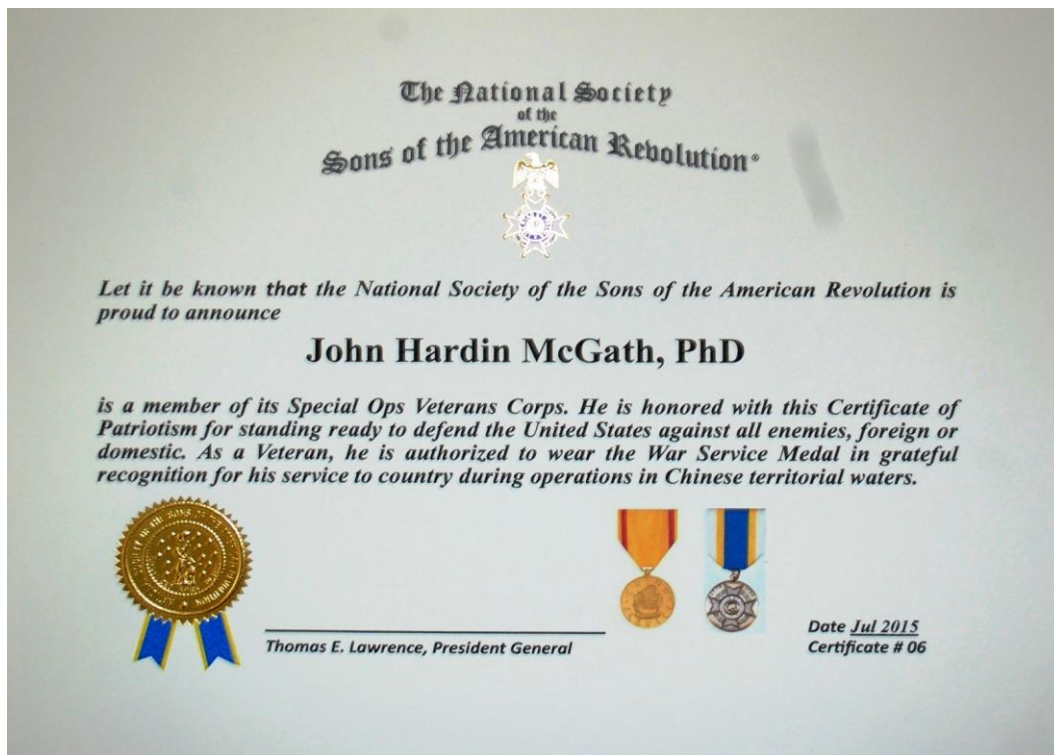 The National Society
of the
Sons of the American Revolution®
Let it be known that the National Society of the Sons of the American Revolution is
proud to announce
John Hardin McGath, PhD
is a member of its Special Ops Veterans Corps. He is honored with this Certificate of
Patriotism for standing ready to defend the United States against all enemies, foreign or
domestic. As a Veteran, he is authorized to wear the War Service Medal in grateful
recognition for his service to country during operations in Chinese territorial waters.
Thomas E. Lawrence, President General
Date Jul 2015
Certificate # 06